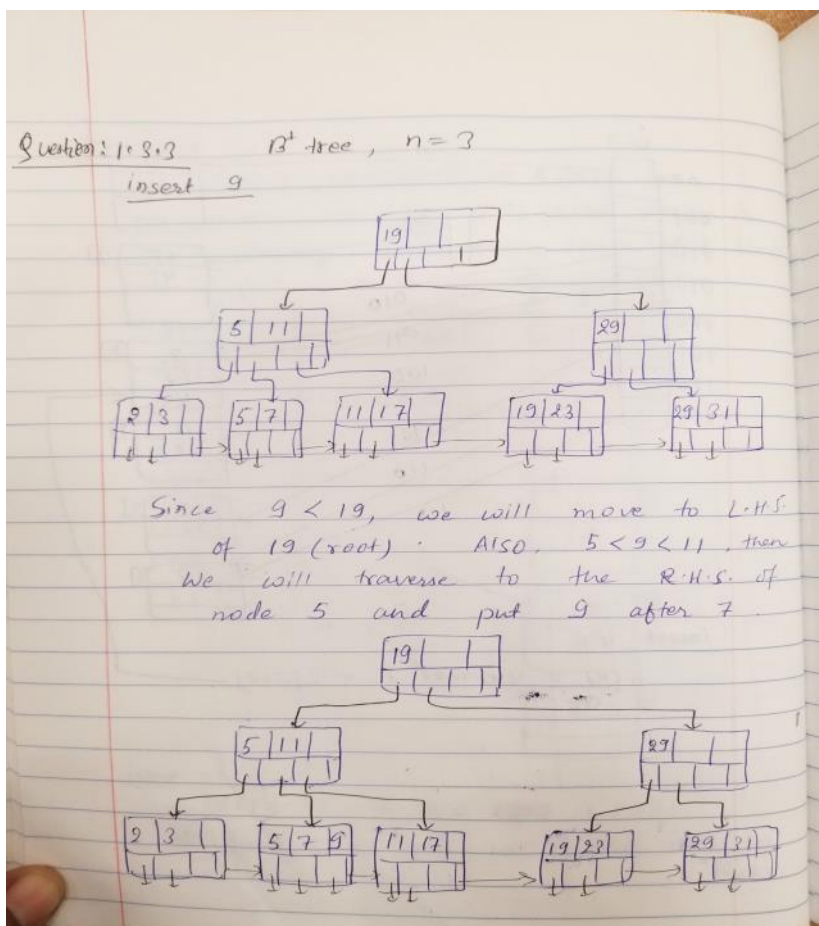 Question: 1.3.3 B+ tree, n = 3
insert 9
19
5 11 29
2 3 5 7 11 17 19 23 29 31
Since 9 < 19, we will move to L.H.S.
of 19 (root). Also, 5 < 9 < 11, then
We will traverse to the R.H.S. of
node 5 and put 9 after 7.
19
5 11 29
2 3 5 7 9 11 17 19 23 29 31